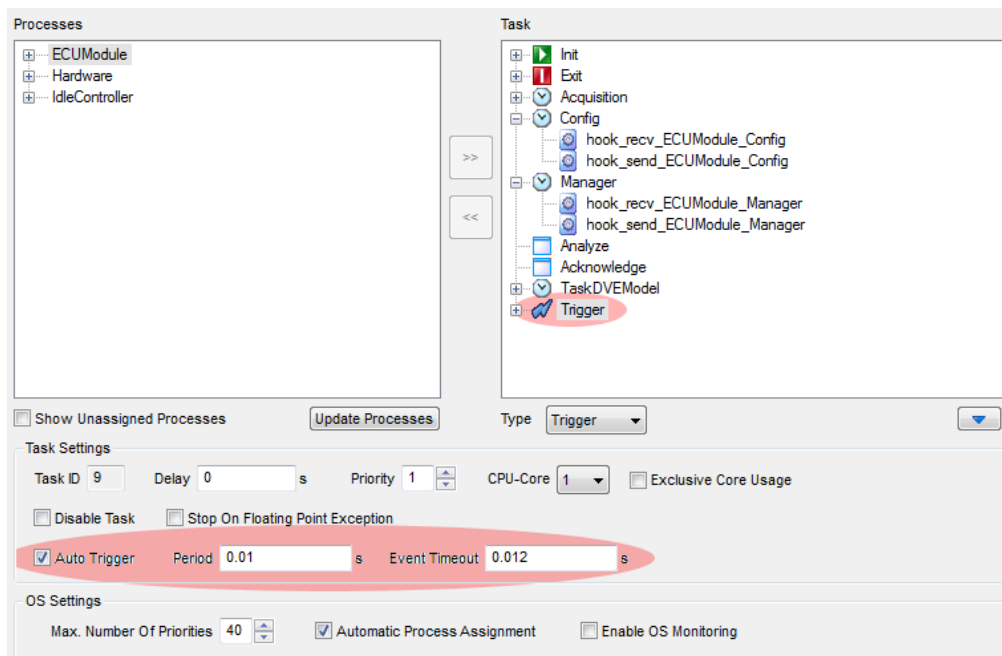 Processes
ECUModule
Hardware
IdleController
Task
Init
Exit
Acquisition
Config
hook_recv_ECUModule_Config
hook_send_ECUModule_Config
Manager
hook_recv_ECUModule_Manager
hook_send_ECUModule_Manager
Analyze
Acknowledge
TaskDVEModel
Trigger
>>
<<
Show Unassigned Processes Update Processes Type Trigger
Task Settings
Task ID 9 Delay 0 s Priority 1 CPU-Core 1 Exclusive Core Usage
Disable Task Stop On Floating Point Exception
Auto Trigger Period 0.01 s Event Timeout 0.012 s
OS Settings
Max. Number Of Priorities 40 Automatic Process Assignment Enable OS Monitoring